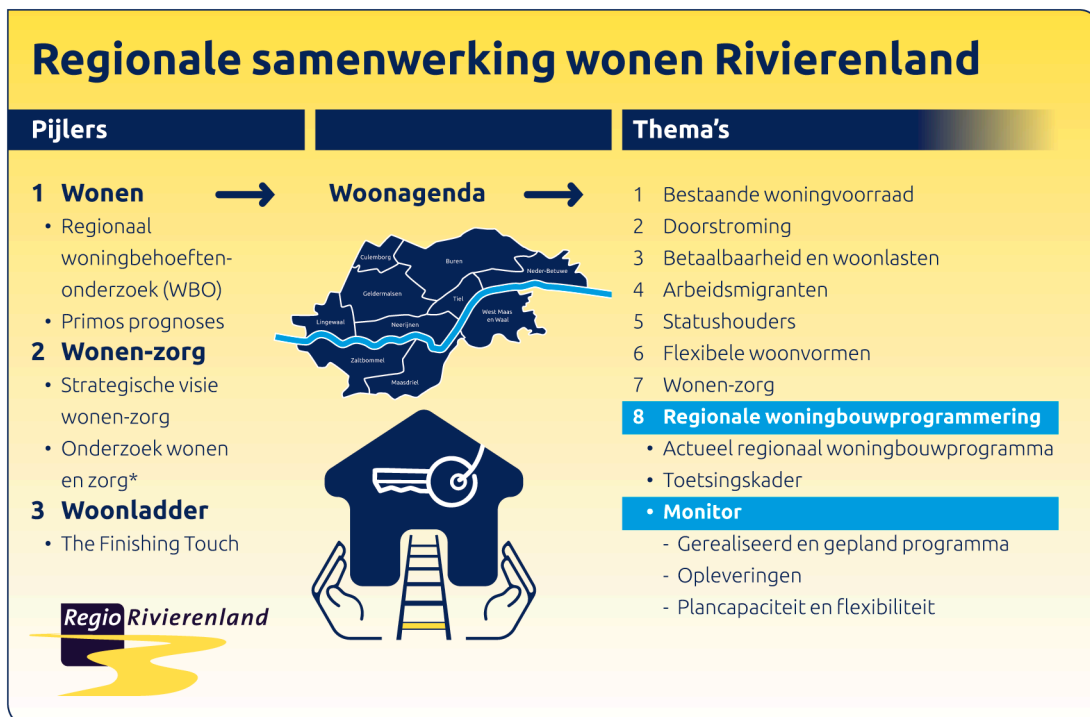 Regionale samenwerking wonen Rivierenland
Pijlers
1 Wonen
• Regionaal
woningbehoeften-
onderzoek (WBO)
• Primos prognoses
2 Wonen-zorg
• Strategische visie
wonen-zorg
• Onderzoek wonen
en zorg*
3 Woonladder
• The Finishing Touch
Regio Rivierenland
Woonagenda
Culemborg
Buren
Neder-Betuwe
Geldermalsen
Tiel
Lingewaal
Neerijnen
West Maas
en Waal
Zaltbommel
Maasdriel
Thema's
1 Bestaande woningvoorraad
2 Doorstroming
3 Betaalbaarheid en woonlasten
4 Arbeidsmigranten
5 Statushouders
6 Flexibele woonvormen
7 Wonen-zorg
8 Regionale woningbouwprogrammering
• Actueel regionaal woningbouwprogramma
• Toetsingskader
• Monitor
- Gerealiseerd en gepland programma
- Opleveringen
- Plancapaciteit en flexibiliteit